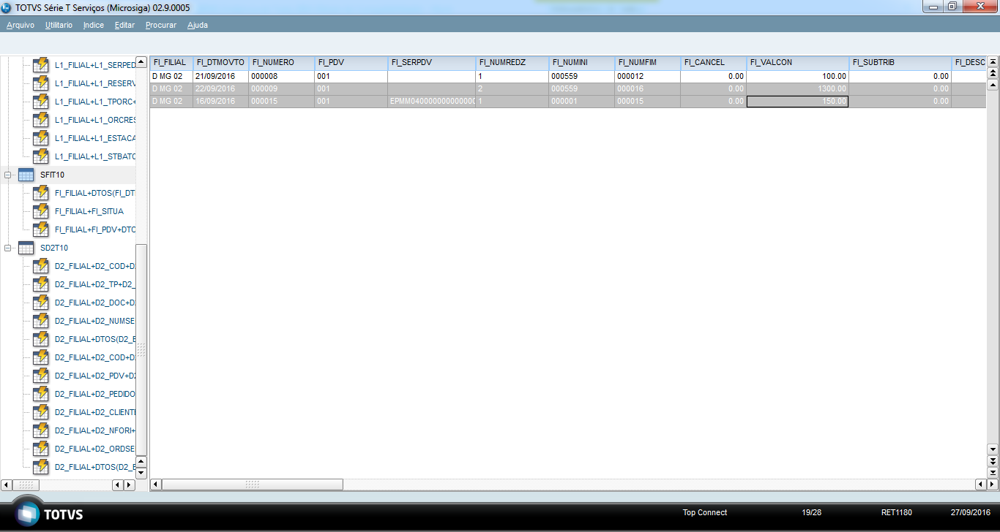 TOTVS Série T Serviços (Microsiga) 02.9.0005
Arquivo Utilitario Indice Editar Procurar Ajuda
L1_FILIAL+L1_SERPED
L1_FILIAL+L1_RESERV
L1_FILIAL+L1_TPORC+
L1_FILIAL+L1_ORCRES
L1_FILIAL+L1_ESTACA
L1_FILIAL+L1_STBATC
SFIT10
FI_FILIAL+DTOS(FI_DT
FI_FILIAL+FI_SITUA
FI_FILIAL+FI_PDV+DTO
SD2T10
D2_FILIAL+D2_COD+D
D2_FILIAL+D2_TP+D2_
D2_FILIAL+D2_DOC+D
D2_FILIAL+D2_NUMSE
D2_FILIAL+DTOS(D2_E
D2_FILIAL+D2_COD+D
D2_FILIAL+D2_PDV+D
D2_FILIAL+D2_PEDIDO
D2_FILIAL+D2_CLIENT
D2_FILIAL+D2_NFORI+
D2_FILIAL+D2_ORDSE
D2_FILIAL+DTOS(D2_E
FI_FILIAL FI_DTMOVTO FI_NUMERO FI_PDV FI_SERPDV FI_NUMREDZ FI_NUMINI FI_NUMFIM FI_CANCEL FI_VALCON FI_SUBTRIB FI_DESC
D MG 02 21/09/2016 000008 001 1 000559 000012 0.00 100.00 0.00
D MG 02 22/09/2016 000009 001 2 000559 000016 0.00 1300.00 0.00
D MG 02 16/09/2016 000015 001 EPMM0400000000000000 1 000001 000015 0.00 150.00 0.00
TOTVS Top Connect 19/28 RET1180 27/09/2016